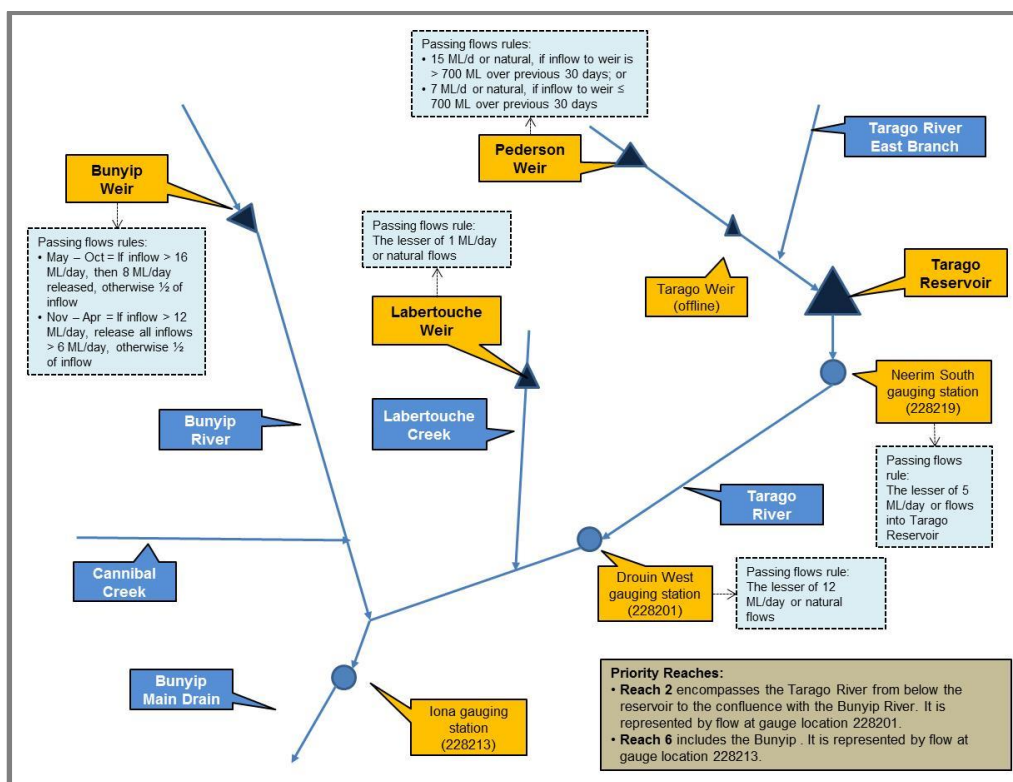 Passing flows rules:
• 15 ML/d or natural, if inflow to weir is
> 700 ML over previous 30 days; or
• 7 ML/d or natural, if inflow to weir ≤
700 ML over previous 30 days
Pederson
Weir
Tarago River
East Branch
Bunyip
Weir
Passing flows rules:
• May – Oct = If inflow > 16
ML/day, then 8 ML/day
released, otherwise ½ of
inflow
• Nov – Apr = If inflow > 12
ML/day, release all inflows
> 6 ML/day, otherwise ½
of inflow
Passing flows rule:
The lesser of 1 ML/day
or natural flows
Labertouche
Weir
Tarago Weir
(offline)
Tarago
Reservoir
Neerim South
gauging station
(228219)
Bunyip
River
Labertouche
Creek
Passing flows
rule:
The lesser of 5
ML/day or flows
into Tarago
Reservoir
Tarago
River
Cannibal
Creek
Drouin West
gauging station
(228201)
Passing flows rule:
The lesser of 12
ML/day or natural
flows
Bunyip
Main Drain
Iona gauging
station
(228213)
Priority Reaches:
• Reach 2 encompasses the Tarago River from below the
reservoir to the confluence with the Bunyip River. It is
represented by flow at gauge location 228201.
• Reach 6 includes the Bunyip . It is represented by flow at
gauge location 228213.